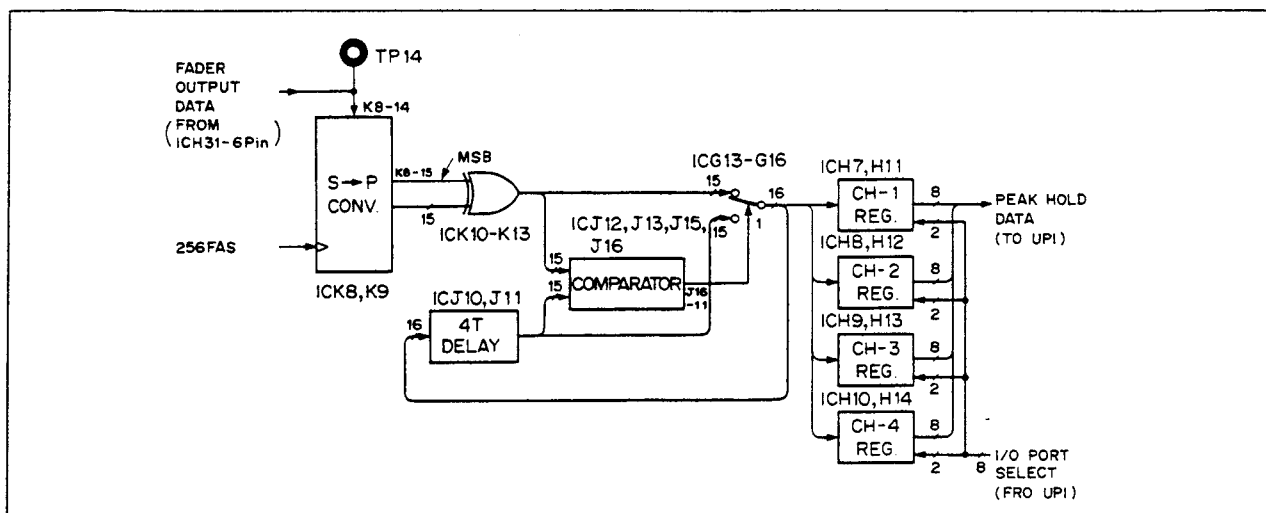 TP14
FADER
OUTPUT
DATA
(FROM
ICH31-6Pin)
K8-14
S→P
CONV.
K8-15
MSB
15
256FAS
ICK8,K9
ICK10-K13
ICG13-G16
15
16
1
15
ICJ12,J13,J15,
J16
15
15
COMPARATOR
J16
-11
ICJ10,J11
16
4T
DELAY
ICH7,H11
CH-1
REG.
8
2
ICH8,H12
CH-2
REG.
8
2
ICH9,H13
CH-3
REG.
8
2
ICH10,H14
CH-4
REG.
8
2
8
PEAK HOLD
DATA
(TO UPI)
I/O PORT
SELECT
(FRO UPI)